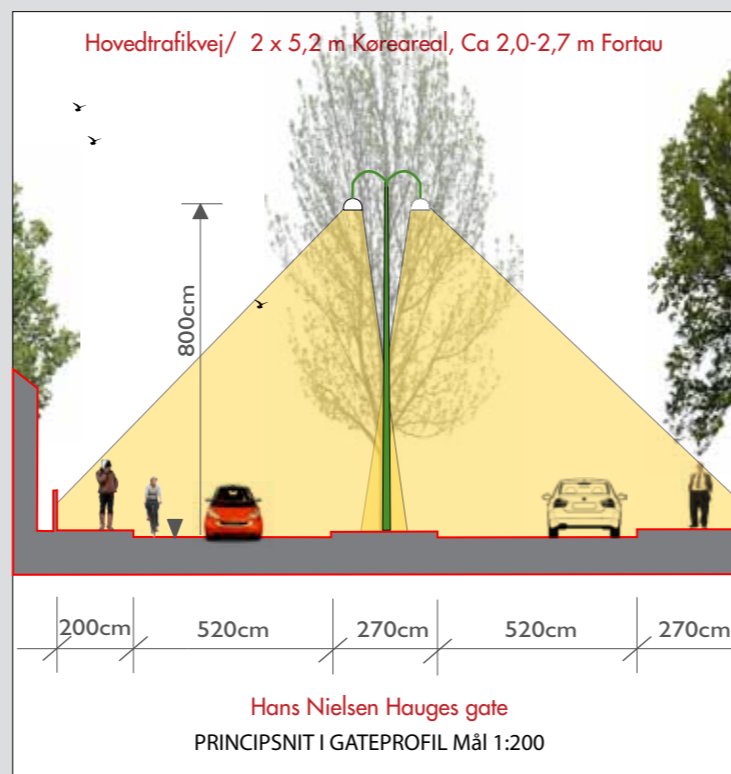 Hovedtrafikvej/ 2 x 5,2 m Køreareal, Ca 2,0-2,7 m Fortau
800cm
200cm 520cm 270cm 520cm 270cm
Hans Nielsen Hauges gate
PRINCIPSNIT I GATEPROFIL Mål 1:200